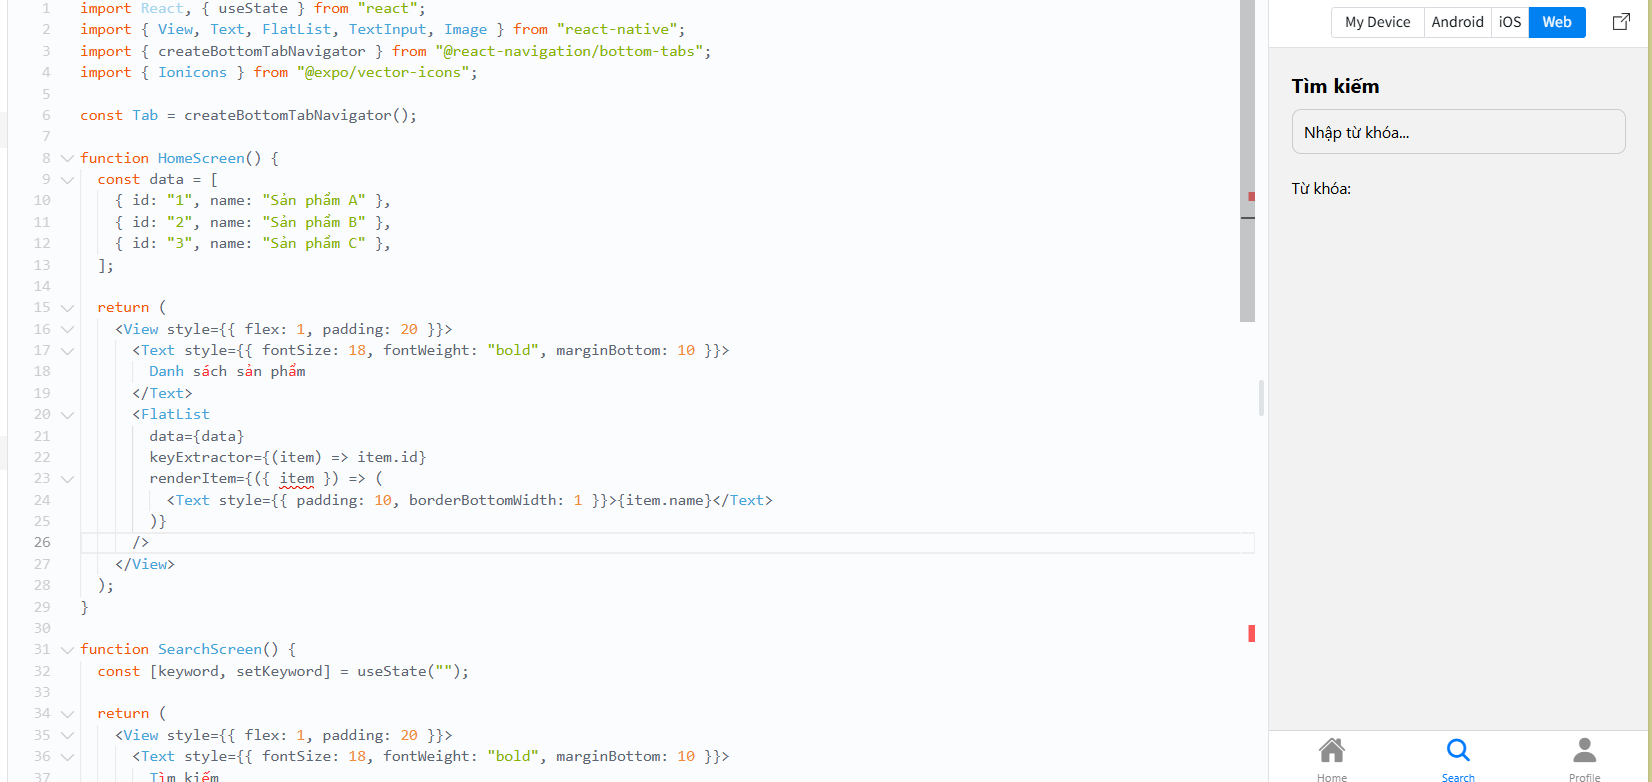 1 import React, { useState } from "react";
2 import { View, Text, FlatList, TextInput, Image } from "react-native";
3 import { createBottomTabNavigator } from "@react-navigation/bottom-tabs";
4 import { Ionicons } from "@expo/vector-icons";
5
6 const Tab = createBottomTabNavigator();
7
8 function HomeScreen() {
9 const data = [
10 { id: "1", name: "Sản phẩm A" },
11 { id: "2", name: "Sản phẩm B" },
12 { id: "3", name: "Sản phẩm C" },
13 ];
14
15 return (
16 <View style={{ flex: 1, padding: 20 }}>
17 <Text style={{ fontSize: 18, fontWeight: "bold", marginBottom: 10 }}>
18 Danh sách sản phẩm
19 </Text>
20 <FlatList
21 data={data}
22 keyExtractor={(item) => item.id}
23 renderItem={({ item }) => (
24 <Text style={{ padding: 10, borderBottomWidth: 1 }}>{item.name}</Text>
25 )}
26 />
27 </View>
28 );
29 }
30
31 function SearchScreen() {
32 const [keyword, setKeyword] = useState("");
33
34 return (
35 <View style={{ flex: 1, padding: 20 }}>
36 <Text style={{ fontSize: 18, fontWeight: "bold", marginBottom: 10 }}>
37 Tìm kiếm
My Device Android iOS Web
Tìm kiếm
Nhập từ khóa...
Từ khóa:
Home Search Profile